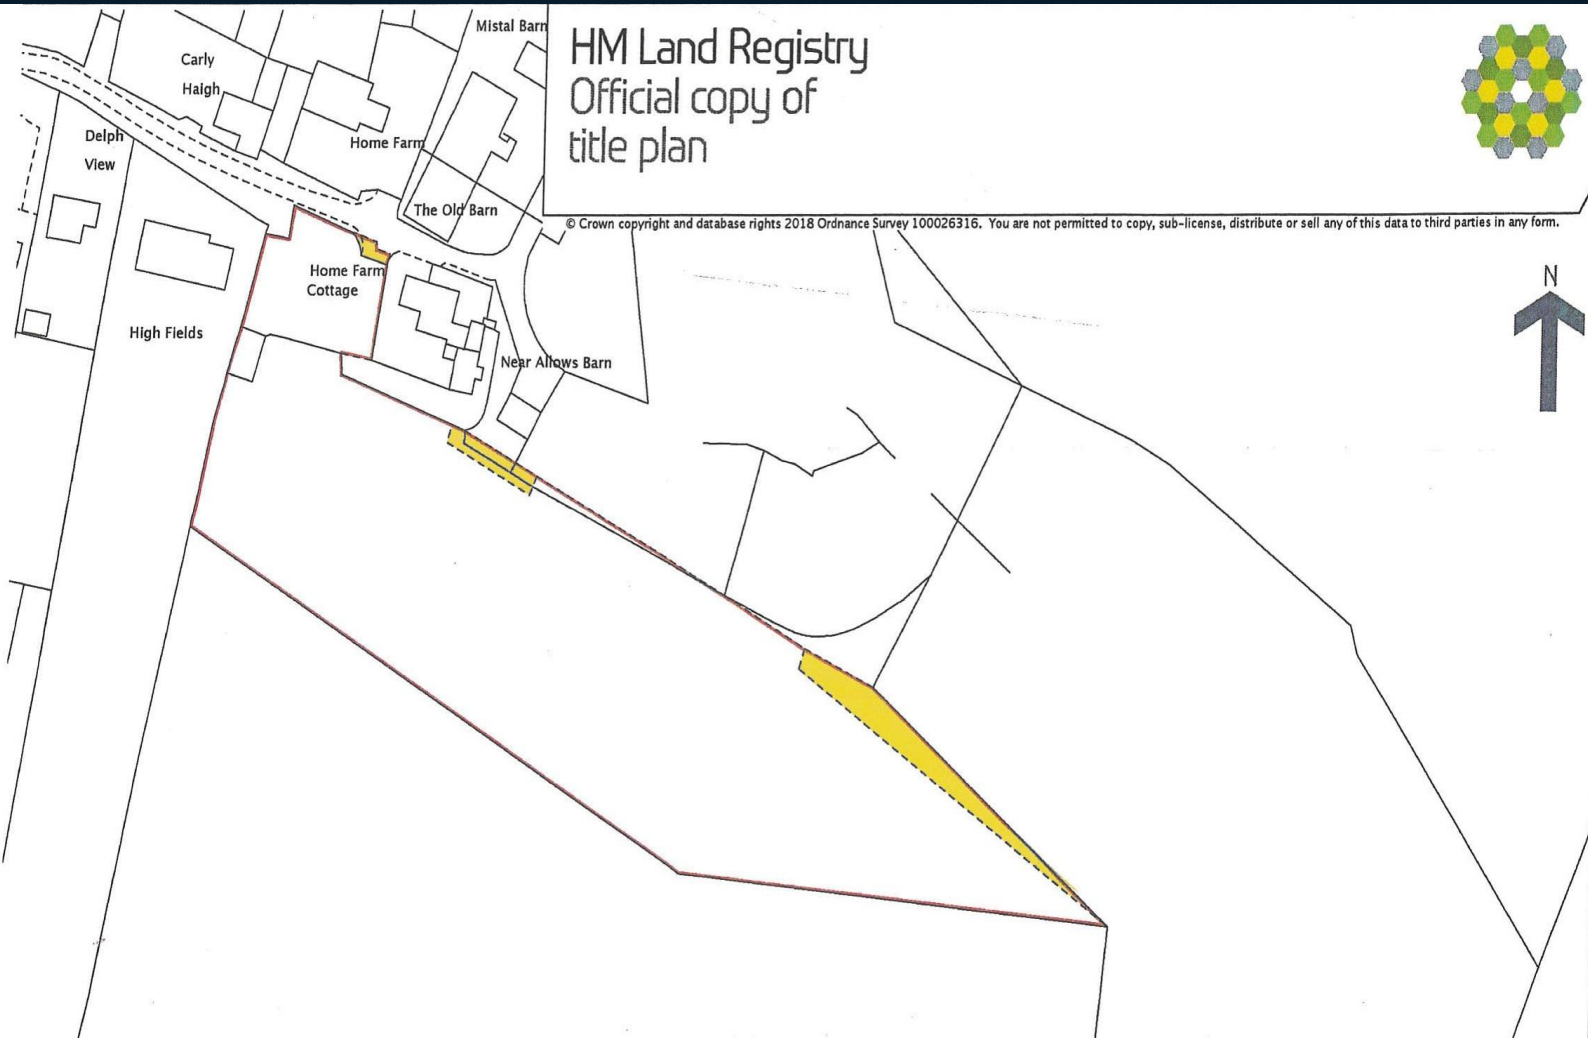 HM Land Registry
Official copy of
title plan
© Crown copyright and database rights 2018 Ordnance Survey 100026316. You are not permitted to copy, sub-license, distribute or sell any of this data to third parties in any form.
N
Mistal Barn
Carly
Haigh
Delph
View
Home Farm
The Old Barn
Home Farm
Cottage
High Fields
Near Allows Barn